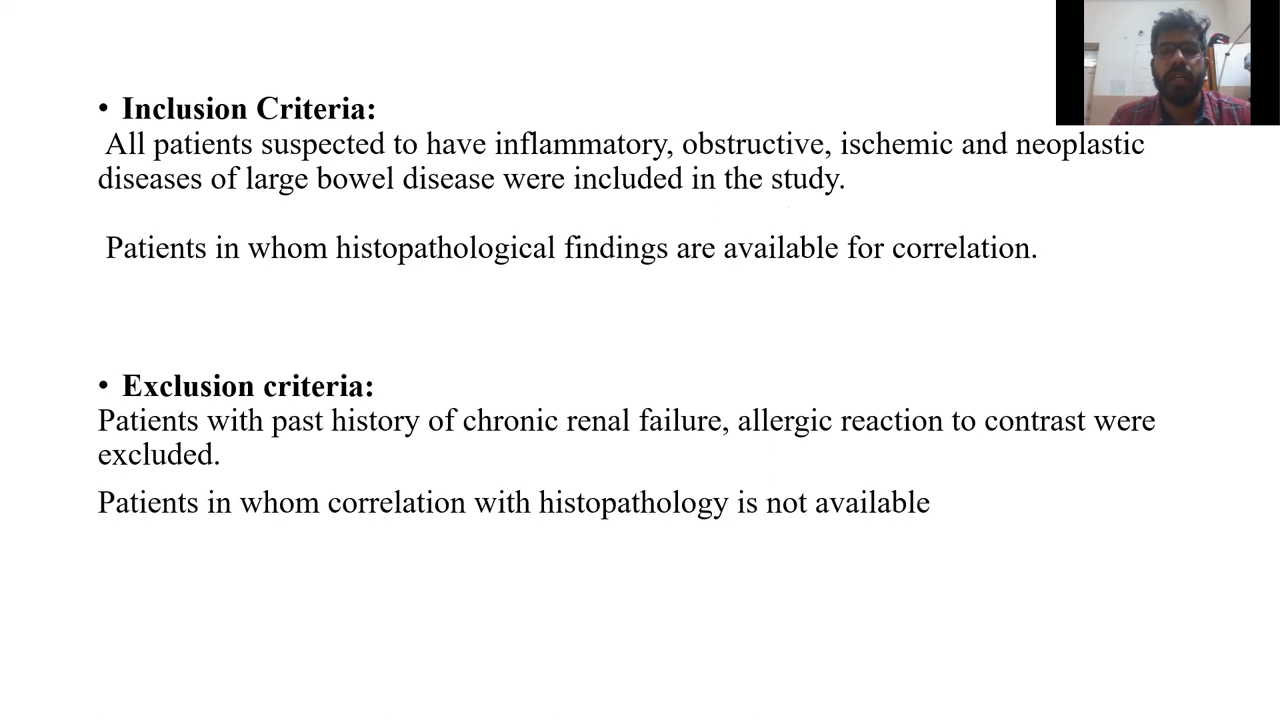 • Inclusion Criteria:
All patients suspected to have inflammatory, obstructive, ischemic and neoplastic
diseases of large bowel disease were included in the study.
Patients in whom histopathological findings are available for correlation.
• Exclusion criteria:
Patients with past history of chronic renal failure, allergic reaction to contrast were
excluded.
Patients in whom correlation with histopathology is not available